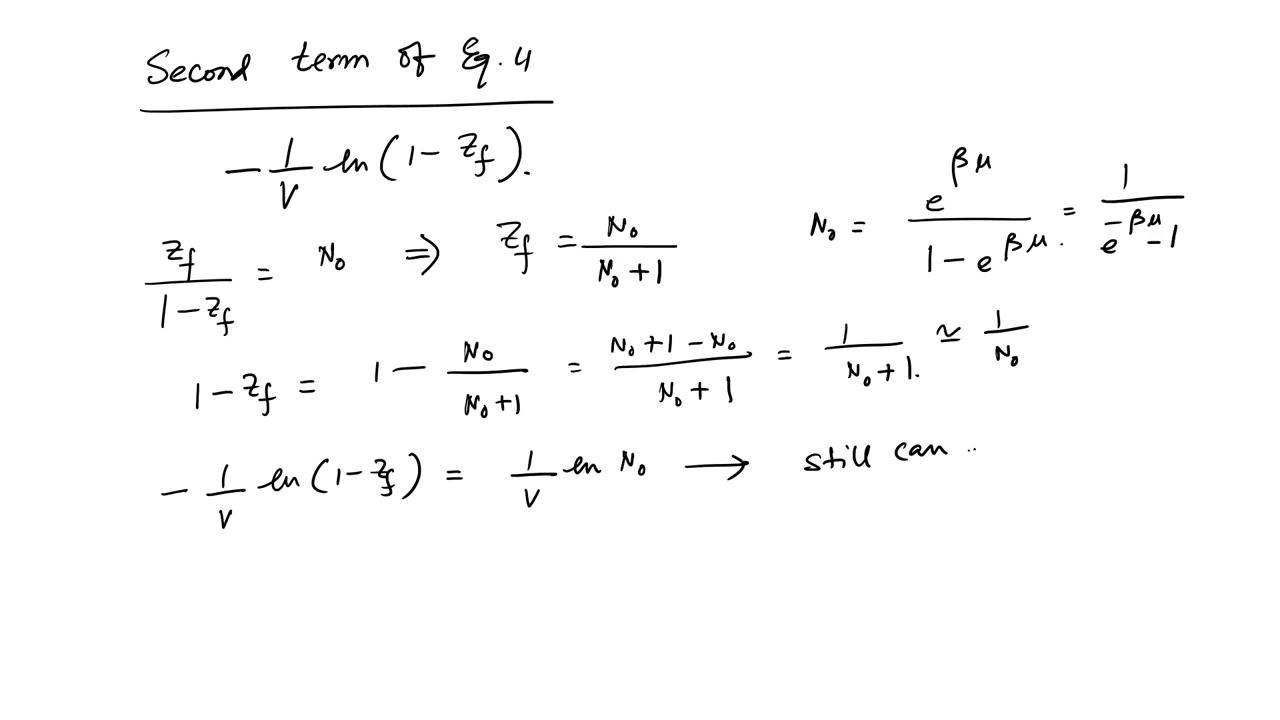 Second term of Eq. 4
- 1/V ln(1 - z_f).
z_f/(1 - z_f) = N_0 ⇒ z_f = N_0/(N_0 + 1)
N_0 = e^{βμ}/(1 - e^{βμ}) . = 1/(e^{-βμ} - 1)
1 - z_f = 1 - N_0/(N_0 + 1) = (N_0 + 1 - N_0)/(N_0 + 1) = 1/(N_0 + 1.) ≃ 1/N_0
- 1/V ln(1 - z_f) = 1/V ln N_0 ⟶ still can ..